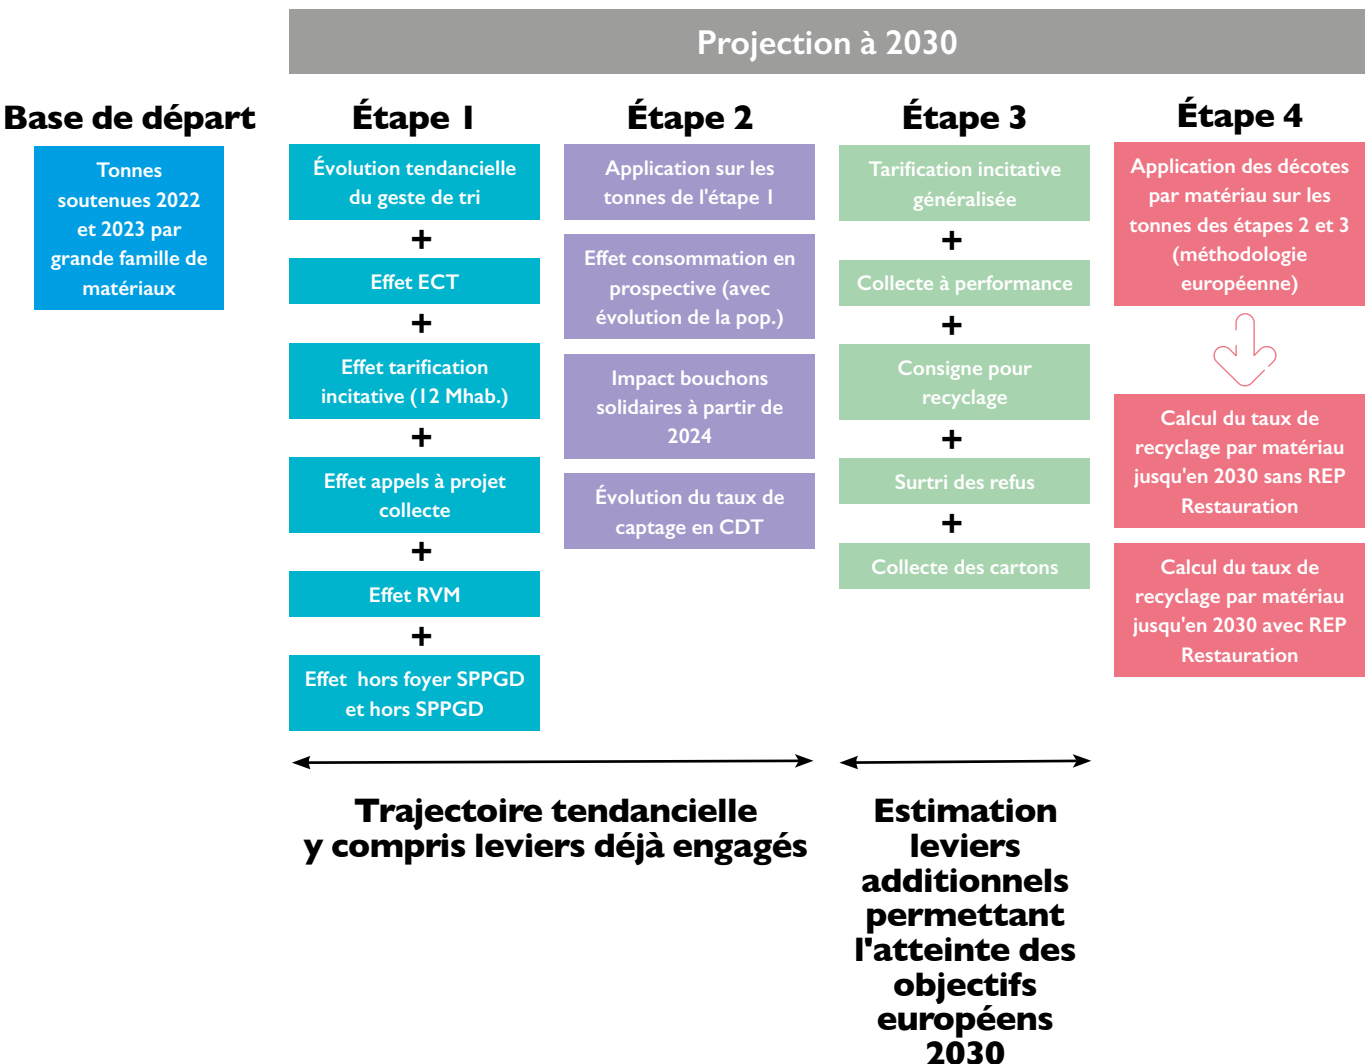 Projection à 2030
Base de départ
Tonnes
soutenues 2022
et 2023 par
grande famille de
matériaux
Étape 1
Évolution tendancielle
du geste de tri
+
Effet ECT
+
Effet tarification
incitative (12 Mhab.)
+
Effet appels à projet
collecte
+
Effet RVM
+
Effet hors foyer SPPGD
et hors SPPGD
Étape 2
Application sur les
tonnes de l'étape 1
Effet consommation en
prospective (avec
évolution de la pop.)
Impact bouchons
solidaires à partir de
2024
Évolution du taux de
captage en CDT
Étape 3
Tarification incitative
généralisée
+
Collecte à performance
+
Consigne pour
recyclage
+
Surtri des refus
+
Collecte des cartons
Étape 4
Application des décotes
par matériau sur les
tonnes des étapes 2 et 3
(méthodologie
européenne)
Calcul du taux de
recyclage par matériau
jusqu'en 2030 sans REP
Restauration
Calcul du taux de
recyclage par matériau
jusqu'en 2030 avec REP
Restauration
Trajectoire tendancielle
y compris leviers déjà engagés
Estimation
leviers
additionnels
permettant
l'atteinte des
objectifs
européens
2030